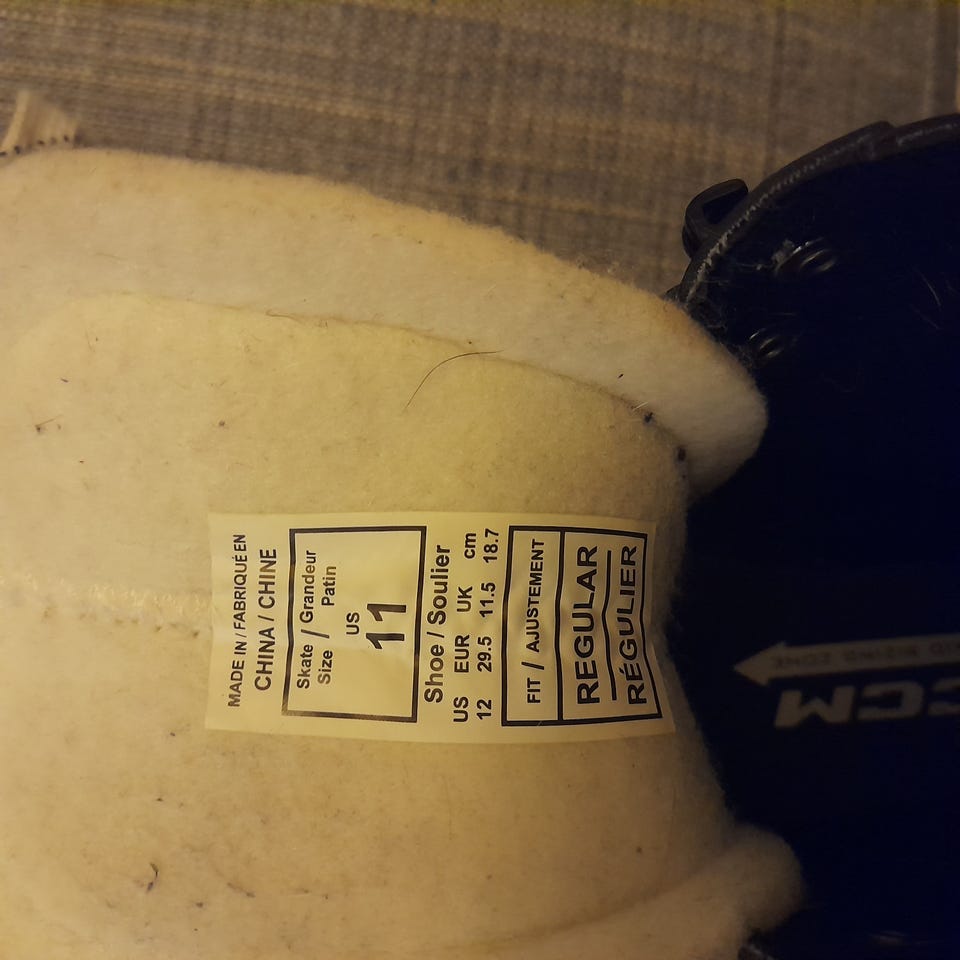 MADE IN / FABRIQUÉ EN
CHINA / CHINE
Skate / Grandeur
Size / Patin
US
11
Shoe / Soulier
US EUR UK cm
12 29.5 11.5 18.7
FIT / AJUSTEMENT
REGULAR
RÉGULIER
CCM